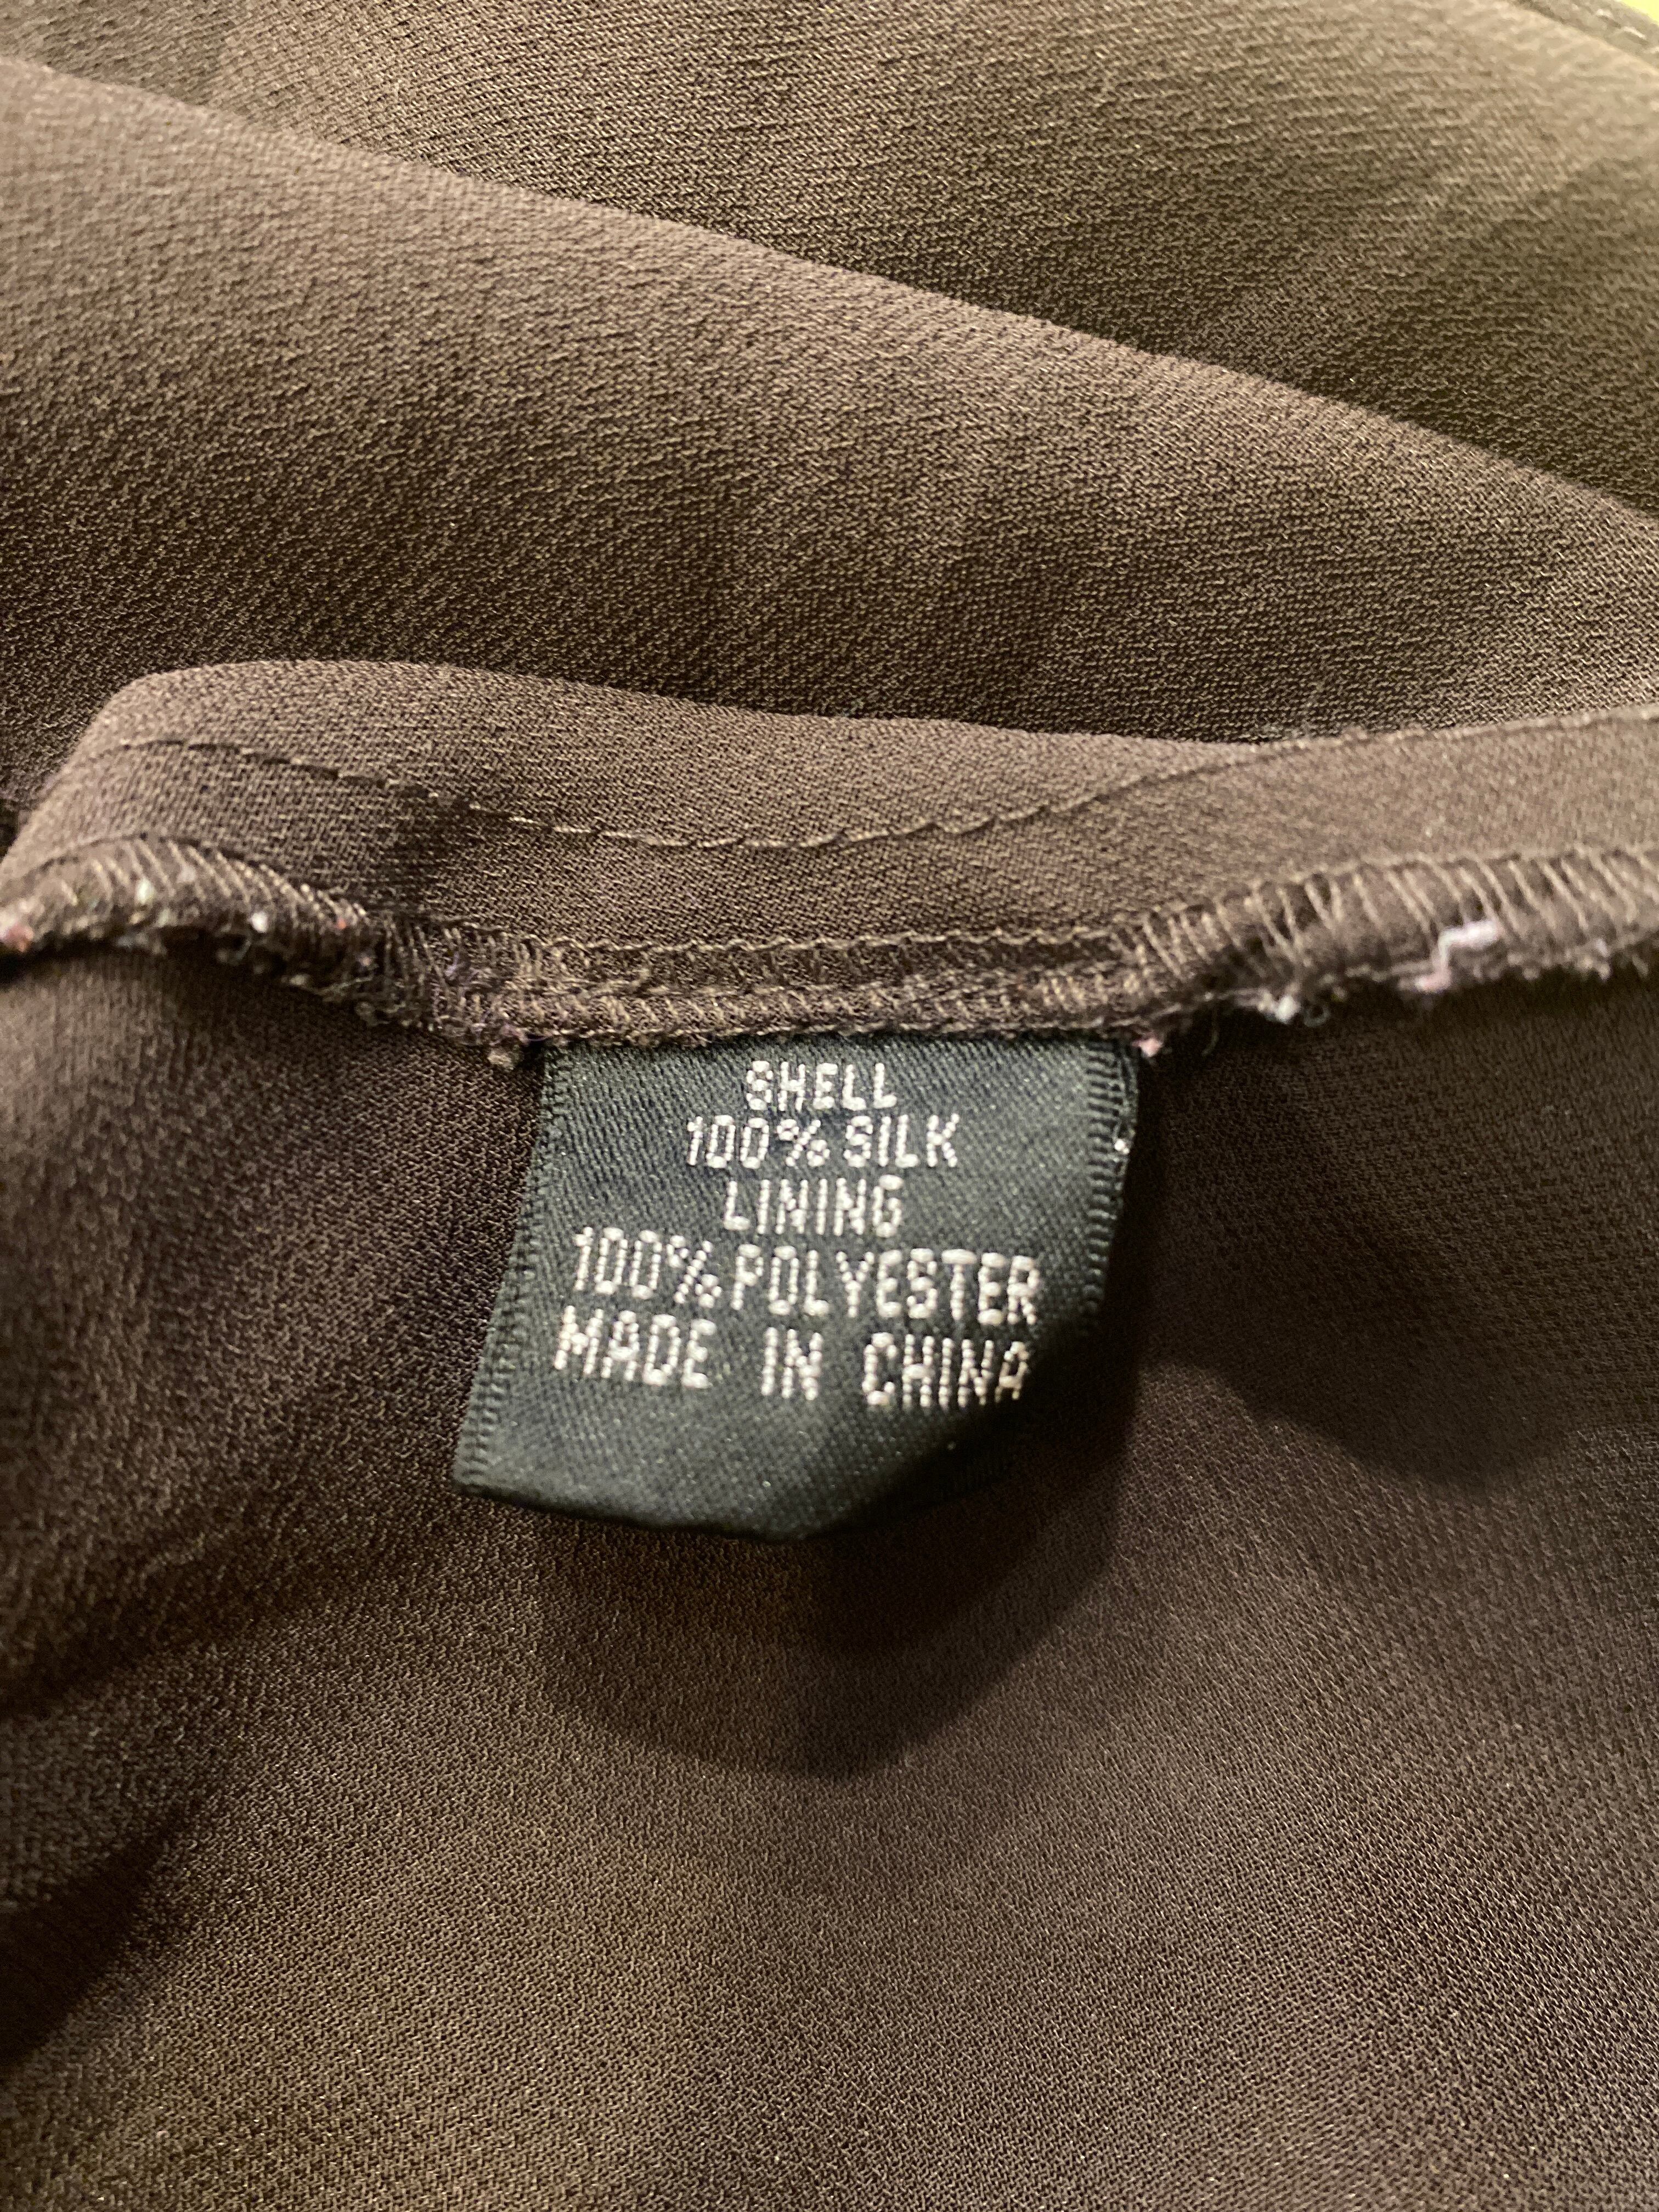 SHELL
100% SILK
LINING
100% POLYESTER
MADE IN CHINA